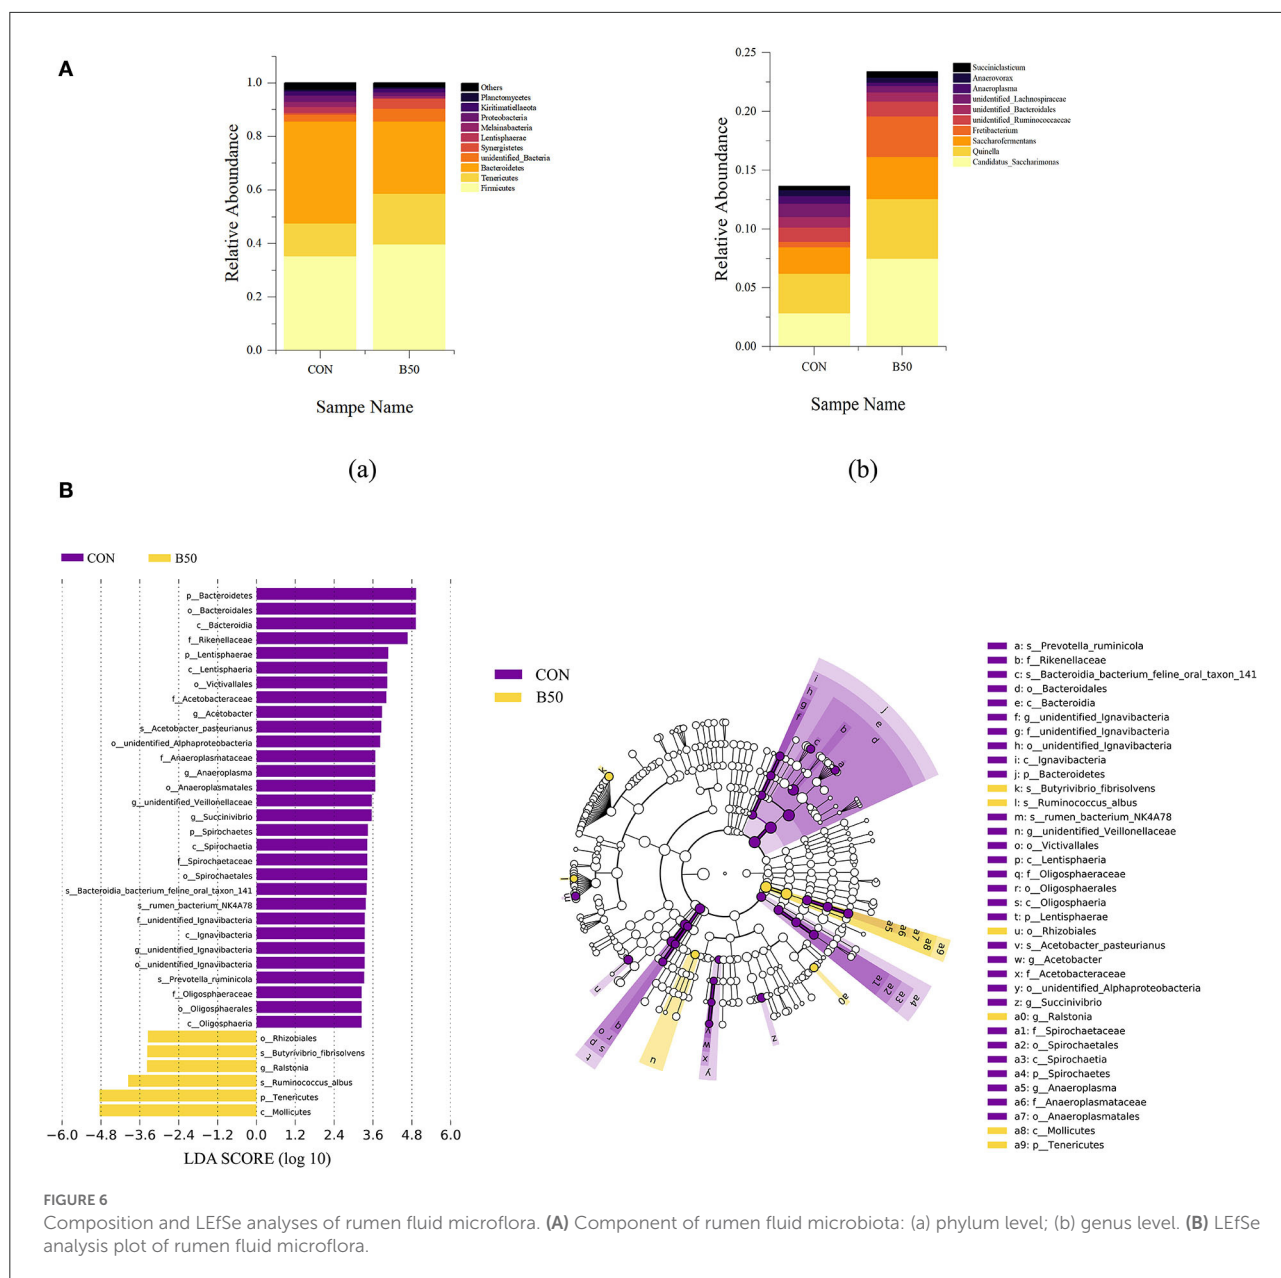 A
Relative Aboundance
1.0
0.8
0.6
0.4
0.2
0.0
CON
B50
Sampe Name
(a)
Others
Planctomycetes
Kiritimatiellaeota
Proteobacteria
Melainabacteria
Lentisphaerae
Synergistetes
unidentified_Bacteria
Bacteroidetes
Tenericutes
Firmicutes
Relative Aboundance
0.25
0.20
0.15
0.10
0.05
0.00
CON
B50
Sampe Name
(b)
Succiniclasticum
Anaerovorax
Anaeroplasma
unidentified_Lachnospiraceae
unidentified_Bacteroidales
unidentified_Ruminococcaceae
Fretibacterium
Saccharofermentans
Quinella
Candidatus_Saccharimonas
B
CON
B50
p__Bacteroidetes
o__Bacteroidales
c__Bacteroidia
f__Rikenellaceae
p__Lentisphaerae
c__Lentisphaeria
o__Victivallales
f__Acetobacteraceae
g__Acetobacter
s__Acetobacter_pasteurianus
o__unidentified_Alphaproteobacteria
f__Anaeroplasmataceae
g__Anaeroplasma
o__Anaeroplasmatales
g__unidentified_Veillonellaceae
g__Succinivibrio
p__Spirochaetes
c__Spirochaetia
f__Spirochaetaceae
o__Spirochaetales
s__Bacteroidia_bacterium_feline_oral_taxon_141
s__rumen_bacterium_NK4A78
f__unidentified_Ignavibacteria
c__Ignavibacteria
g__unidentified_Ignavibacteria
o__unidentified_Ignavibacteria
s__Prevotella_ruminicola
f__Oligosphaeraceae
o__Oligosphaerales
c__Oligosphaeria
o__Rhizobiales
s__Butyrivibrio_fibrisolvens
g__Ralstonia
s__Ruminococcus_albus
p__Tenericutes
c__Mollicutes
−6.0 −4.8 −3.6 −2.4 −1.2 0.0 1.2 2.4 3.6 4.8 6.0
LDA SCORE (log 10)
CON
B50
i
h
g
f
j
e
d
b
c
a
k
l
m
n
o
p
q
r
s
t
u
v
w
x
y
z
a0
a1
a2
a3
a4
a5
a6
a7
a8
a9
a: s__Prevotella_ruminicola
b: f__Rikenellaceae
c: s__Bacteroidia_bacterium_feline_oral_taxon_141
d: o__Bacteroidales
e: c__Bacteroidia
f: g__unidentified_Ignavibacteria
g: f__unidentified_Ignavibacteria
h: o__unidentified_Ignavibacteria
i: c__Ignavibacteria
j: p__Bacteroidetes
k: s__Butyrivibrio_fibrisolvens
l: s__Ruminococcus_albus
m: s__rumen_bacterium_NK4A78
n: g__unidentified_Veillonellaceae
o: o__Victivallales
p: c__Lentisphaeria
q: f__Oligosphaeraceae
r: o__Oligosphaerales
s: c__Oligosphaeria
t: p__Lentisphaerae
u: o__Rhizobiales
v: s__Acetobacter_pasteurianus
w: g__Acetobacter
x: f__Acetobacteraceae
y: o__unidentified_Alphaproteobacteria
z: g__Succinivibrio
a0: g__Ralstonia
a1: f__Spirochaetaceae
a2: o__Spirochaetales
a3: c__Spirochaetia
a4: p__Spirochaetes
a5: g__Anaeroplasma
a6: f__Anaeroplasmataceae
a7: o__Anaeroplasmatales
a8: c__Mollicutes
a9: p__Tenericutes
FIGURE 6
Composition and LEfSe analyses of rumen fluid microflora. (A) Component of rumen fluid microbiota: (a) phylum level; (b) genus level. (B) LEfSe
analysis plot of rumen fluid microflora.